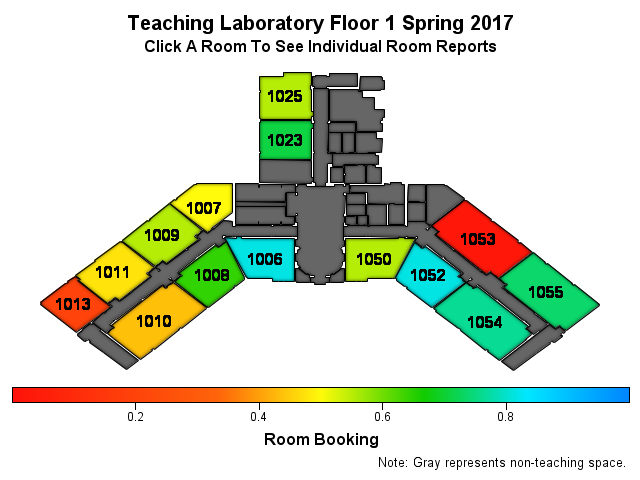 Teaching Laboratory Floor 1 Spring 2017
Click A Room To See Individual Room Reports
1025
1023
1007
1009
1011
1013
1006
1008
1010
1050
1052
1053
1054
1055
0.2 0.4 0.6 0.8
Room Booking
Note: Gray represents non-teaching space.